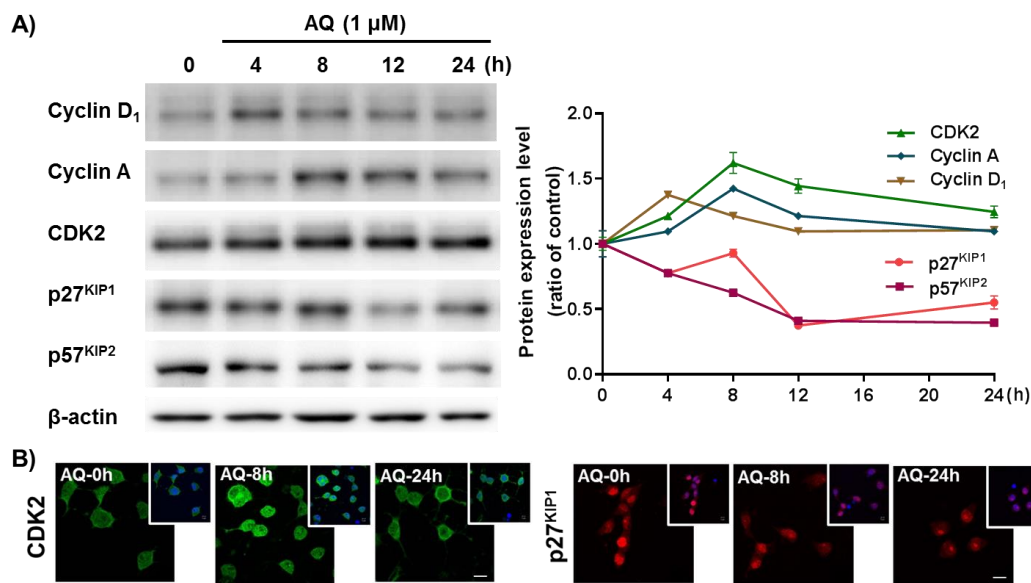 A)
AQ (1 µM)
0 4 8 12 24 (h)
Cyclin D₁
Cyclin A
CDK2
p27ᴷᴵᴾ¹
p57ᴷᴵᴾ²
β-actin
Protein expression level
(ratio of control)
2.0
1.5
1.0
0.5
0.0
0 4 8 12 16 20 24 (h)
CDK2
Cyclin A
Cyclin D₁
p27ᴷᴵᴾ¹
p57ᴷᴵᴾ²
B)
CDK2
AQ-0h
AQ-8h
AQ-24h
p27ᴷᴵᴾ¹
AQ-0h
AQ-8h
AQ-24h